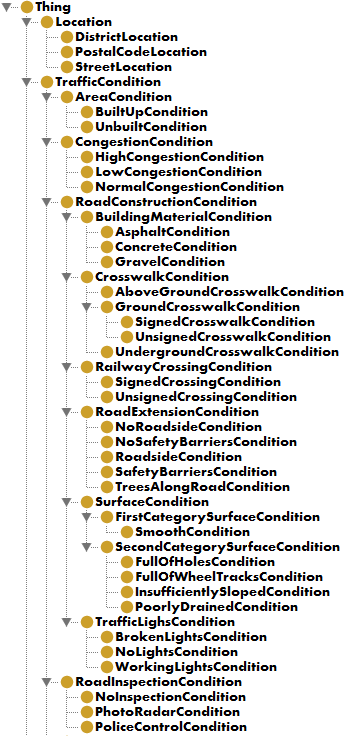 Thing
Location
DistrictLocation
PostalCodeLocation
StreetLocation
TrafficCondition
AreaCondition
BuiltUpCondition
UnbuiltCondition
CongestionCondition
HighCongestionCondition
LowCongestionCondition
NormalCongestionCondition
RoadConstructionCondition
BuildingMaterialCondition
AsphaltCondition
ConcreteCondition
GravelCondition
CrosswalkCondition
AboveGroundCrosswalkCondition
GroundCrosswalkCondition
SignedCrosswalkCondition
UnsignedCrosswalkCondition
UndergroundCrosswalkCondition
RailwayCrossingCondition
SignedCrossingCondition
UnsignedCrossingCondition
RoadExtensionCondition
NoRoadsideCondition
NoSafetyBarriersCondition
RoadsideCondition
SafetyBarriersCondition
TreesAlongRoadCondition
SurfaceCondition
FirstCategorySurfaceCondition
SmoothCondition
SecondCategorySurfaceCondition
FullOfHolesCondition
FullOfWheelTracksCondition
InsufficientlySlopedCondition
PoorlyDrainedCondition
TrafficLighsCondition
BrokenLightsCondition
NoLightsCondition
WorkingLightsCondition
RoadInspectionCondition
NoInspectionCondition
PhotoRadarCondition
PoliceControlCondition